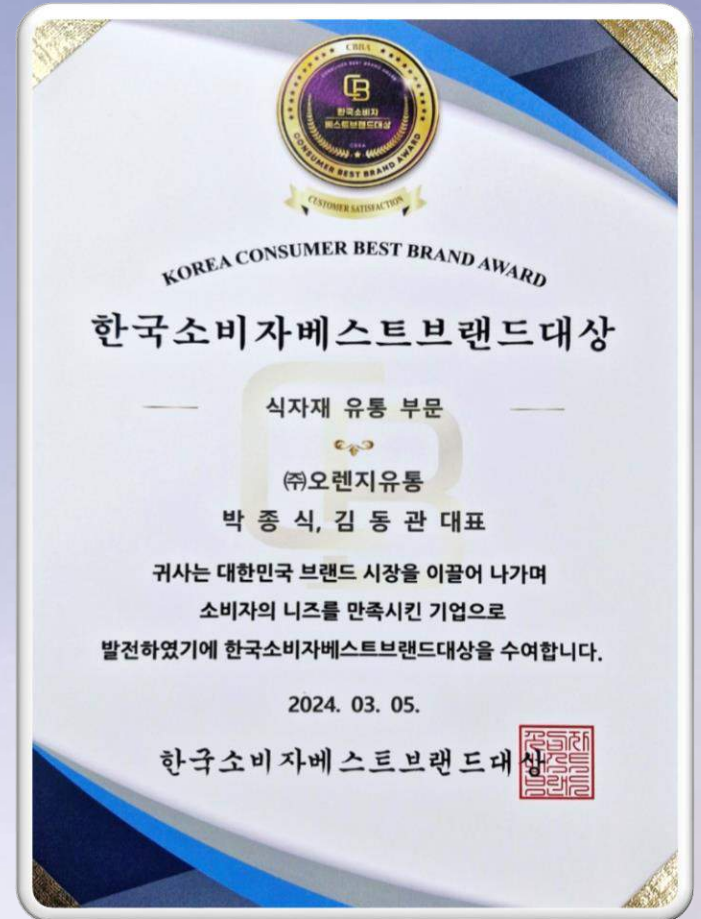 CBBA
CONSUMER BEST BRAND AWARD
CB
한국소비자
베스트브랜드대상
CBBA
CONSUMER BEST BRAND AWARD
CUSTOMER SATISFACTION
KOREA CONSUMER BEST BRAND AWARD
한국소비자베스트브랜드대상
식자재 유통 부문
㈜오렌지유통
박 종 식, 김 동 관 대표
귀사는 대한민국 브랜드 시장을 이끌어 나가며
소비자의 니즈를 만족시킨 기업으로
발전하였기에 한국소비자베스트브랜드대상을 수여합니다.
2024. 03. 05.
한국소비자베스트브랜드대상